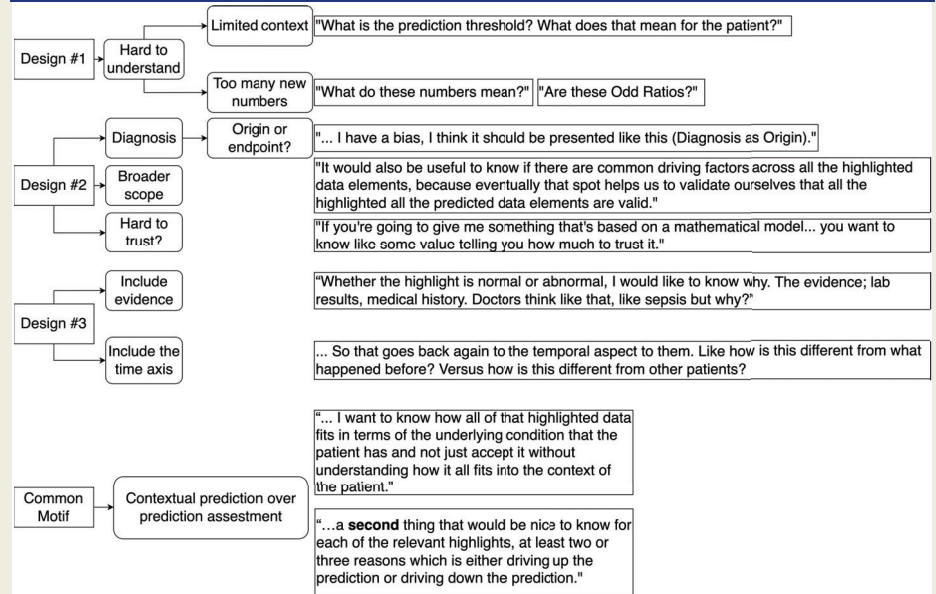 Design #1
Hard to
understand
Limited context
"What is the prediction threshold? What does that mean for the patient?"
Too many new
numbers
"What do these numbers mean?"
"Are these Odd Ratios?"
Design #2
Diagnosis
Origin or
endpoint?
"... I have a bias, I think it should be presented like this (Diagnosis as Origin)."
Broader
scope
"It would also be useful to know if there are common driving factors across all the highlighted
data elements, because evertually that spot helps us to validate ourselves that all the
highlighted all the predicted data elements are valid."
Hard to
trust?
"If you're going to give me something that's based on a mathematical model... you want to
know like some value telling you how much to trust it."
Design #3
Include
evidence
“Whether the highlight is normal or abnormal, I would like to know why. The evidence; lab
results, medical history. Doctors think like that, like sepsis but why?"
Include the
time axis
... So that goes back again to the temporal aspect to them. Like how is this different from what
happened before? Versus how is this different from other patients?
Common
Motif
Contextual prediction over
prediction assestment
“... I want to know how all of that highlighted data
fits in terms of the underlying condition that the
patient has and not just accept it without
understanding how it all fits into the context of
the patient."
“...a second thing that would be nice to know for
each of the relevant highlights, at least two or
three reasons which is either driving up the
prediction or driving down the prediction."